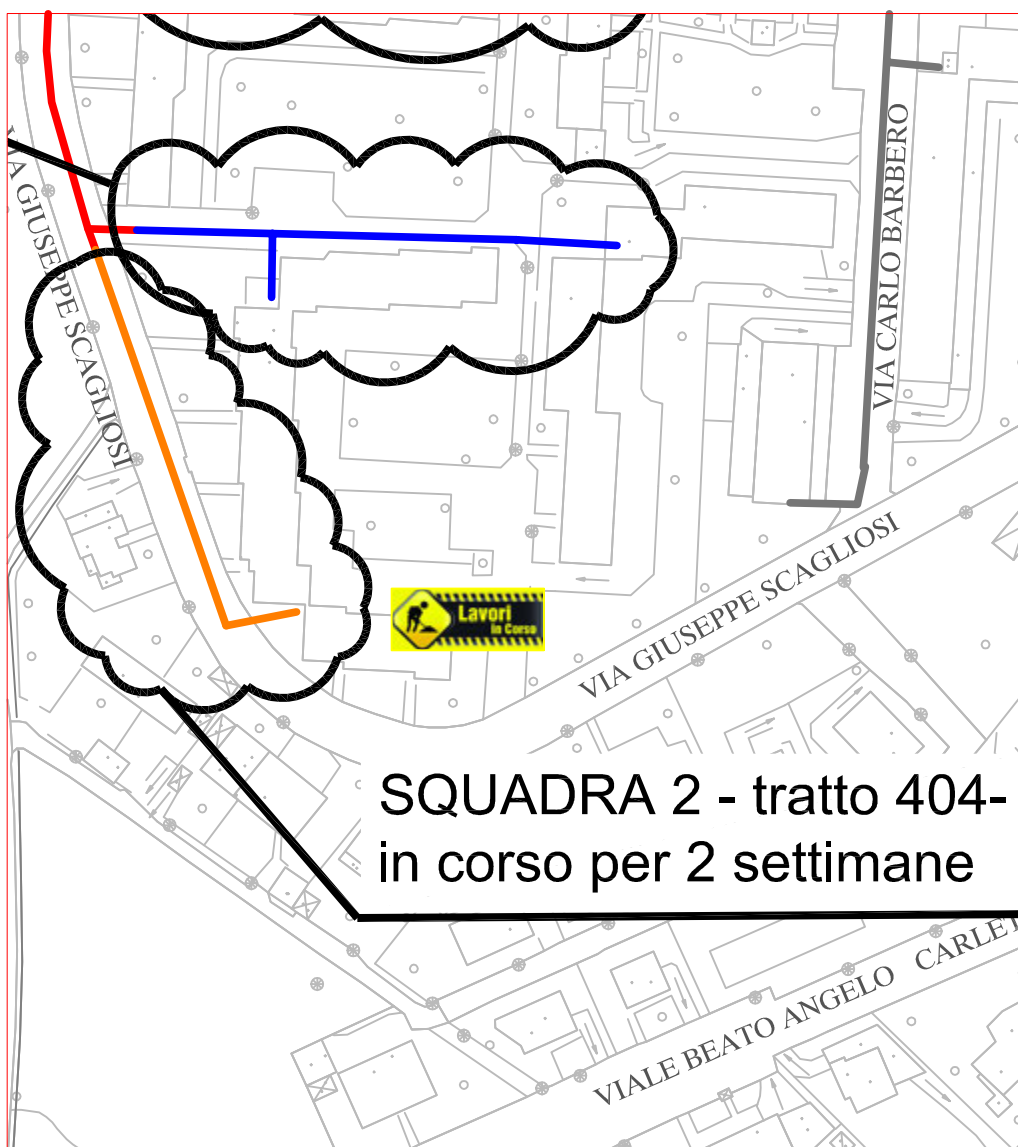 VIA GIUSEPPE SCAGLIOSI
VIA CARLO BARBERO
Lavori
in Corso
VIA GIUSEPPE SCAGLIOSI
SQUADRA 2 - tratto 404-
in corso per 2 settimane
VIALE BEATO ANGELO CARLET